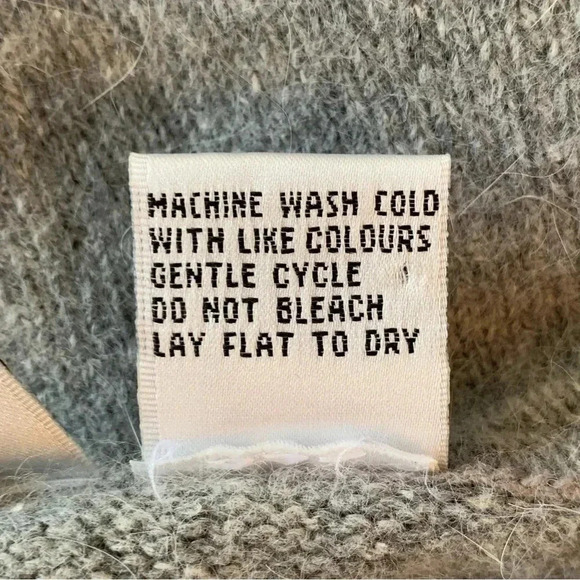 MACHINE WASH COLD
WITH LIKE COLOURS
GENTLE CYCLE
DO NOT BLEACH
LAY FLAT TO DRY